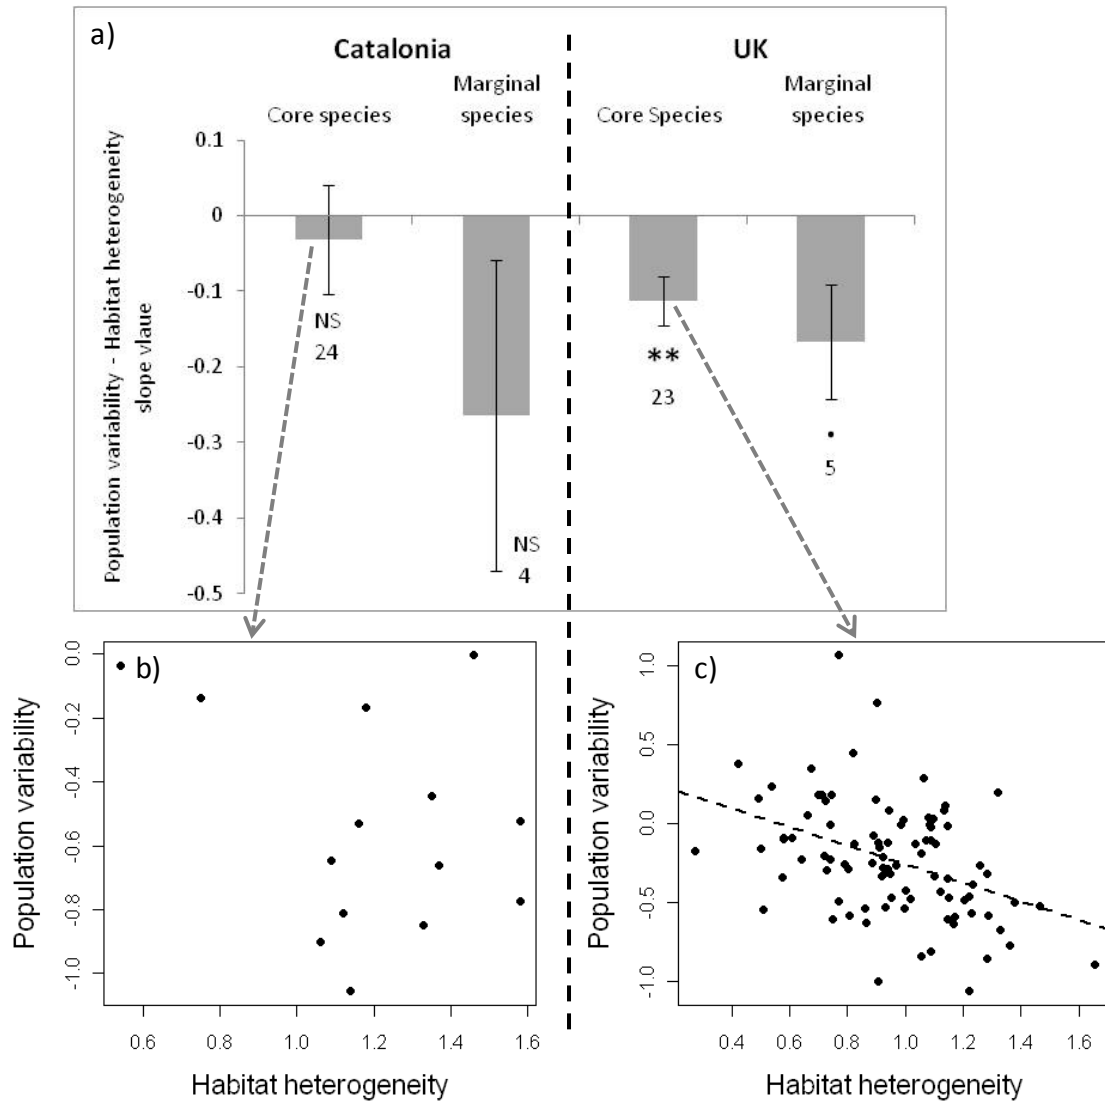 a)
Catalonia
UK
Core species
Marginal
species
Core Species
Marginal
species
Population variability - Habitat heterogeneity
slope vlaue
0.1
0
-0.1
-0.2
-0.3
-0.4
-0.5
NS
24
NS
4
**
23
•
5
b)
Population variability
0.0
-0.2
-0.4
-0.6
-0.8
-1.0
0.6
0.8
1.0
1.2
1.4
1.6
Habitat heterogeneity
c)
Population variability
1.0
0.5
0.0
-0.5
-1.0
0.4
0.6
0.8
1.0
1.2
1.4
1.6
Habitat heterogeneity